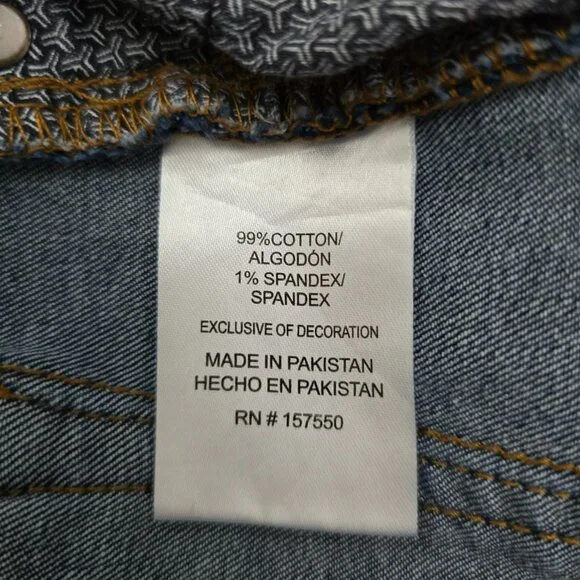 99%COTTON/
ALGODÓN
1% SPANDEX/
SPANDEX
EXCLUSIVE OF DECORATION
MADE IN PAKISTAN
HECHO EN PAKISTAN
RN # 157550